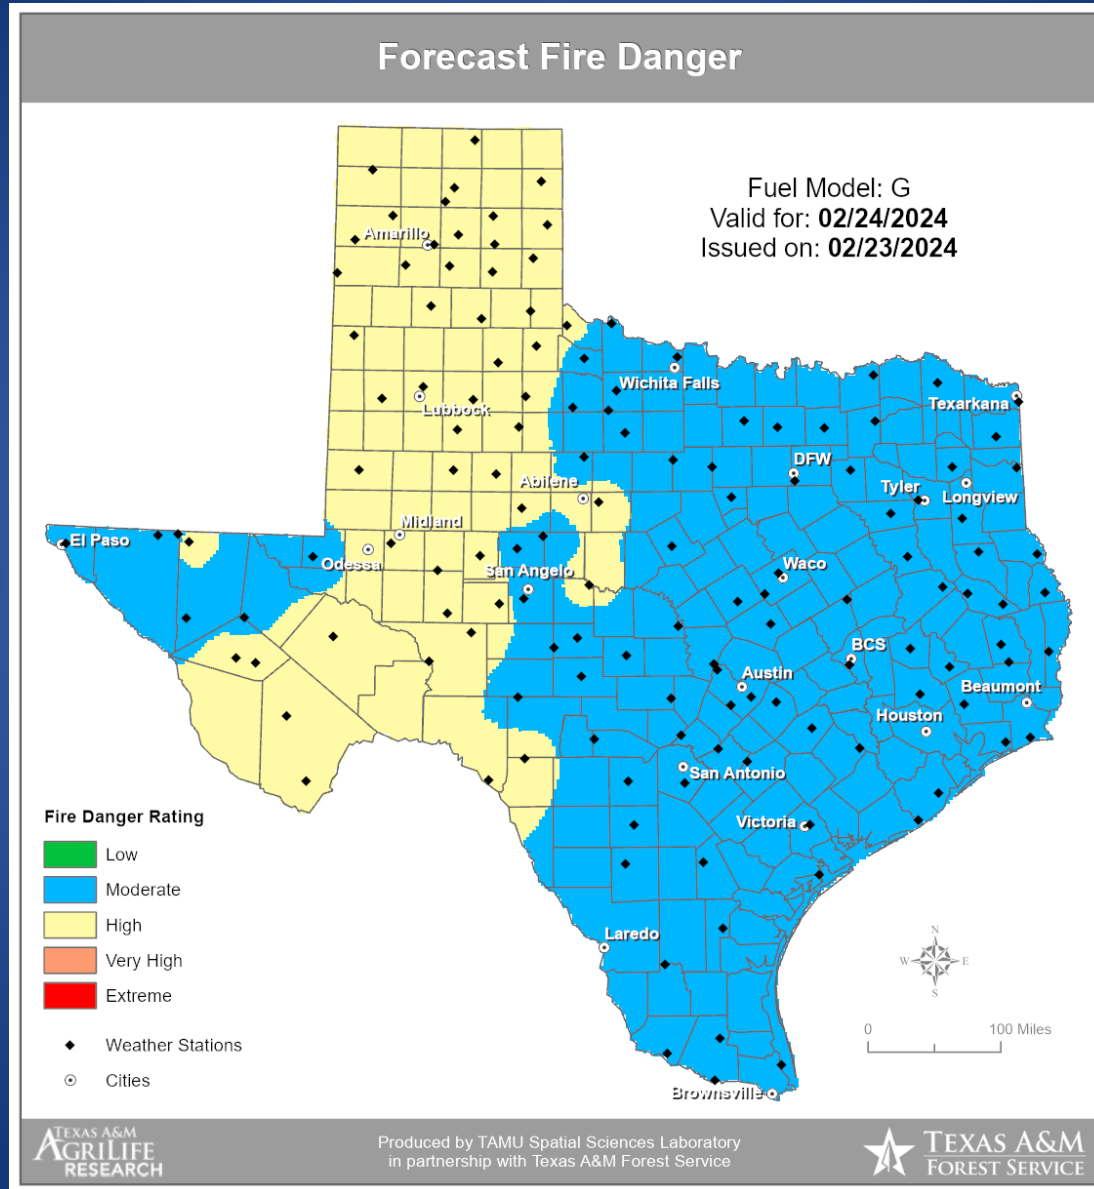 Forecast Fire Danger
Fuel Model: G
Valid for: 02/24/2024
Issued on: 02/23/2024
Amarillo
Wichita Falls
Lubbock
Texarkana
DFW
Abilene
Tyler
Longview
Midland
El Paso
Odessa
San Angelo
Waco
BCS
Austin
Beaumont
Houston
San Antonio
Victoria
Laredo
Brownsville
Fire Danger Rating
Low
Moderate
High
Very High
Extreme
Weather Stations
Cities
N
W E
S
0 100 Miles
TEXAS A&M
AGRILIFE
RESEARCH
Produced by TAMU Spatial Sciences Laboratory
in partnership with Texas A&M Forest Service
TEXAS A&M
FOREST SERVICE